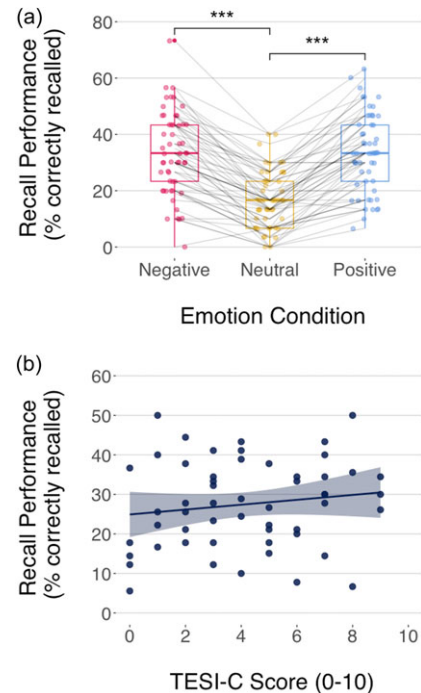 (a)
***
***
Recall Performance
(% correctly recalled)
80
60
40
20
0
Negative Neutral Positive
Emotion Condition
(b)
Recall Performance
(% correctly recalled)
60
50
40
30
20
10
0
0 2 4 6 8 10
TESI-C Score (0-10)